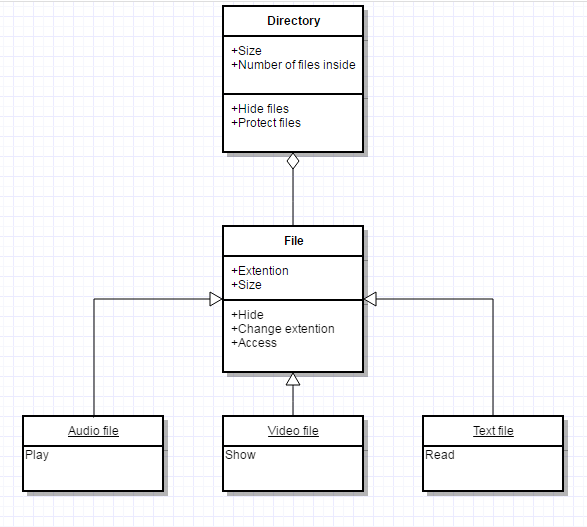 Directory
+Size
+Number of files inside
+Hide files
+Protect files
File
+Extention
+Size
+Hide
+Change extention
+Access
Audio file
Play
Video file
Show
Text file
Read